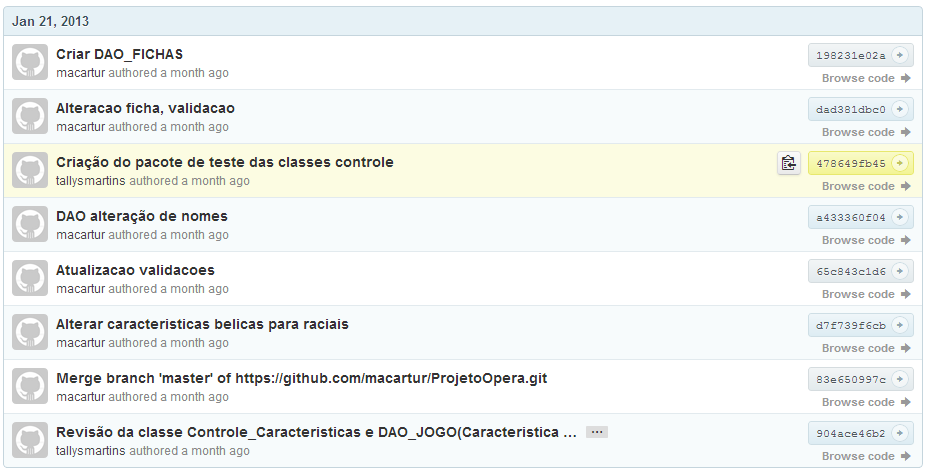 Jan 21, 2013
Criar DAO_FICHAS
198231e02a
macartur authored a month ago
Browse code
Alteracao ficha, validacao
dad381dbc0
macartur authored a month ago
Browse code
Criação do pacote de teste das classes controle
478649fb45
tallysmartins authored a month ago
Browse code
DAO alteração de nomes
a433360f04
macartur authored a month ago
Browse code
Atualizacao validacoes
65c843c1d6
macartur authored a month ago
Browse code
Alterar caracteristicas belicas para raciais
d7f739f6cb
macartur authored a month ago
Browse code
Merge branch 'master' of https://github.com/macartur/ProjetoOpera.git
83e650997c
macartur authored a month ago
Browse code
Revisão da classe Controle_Caracteristicas e DAO_JOGO(Caracteristica ... …
904ace46b2
tallysmartins authored a month ago
Browse code